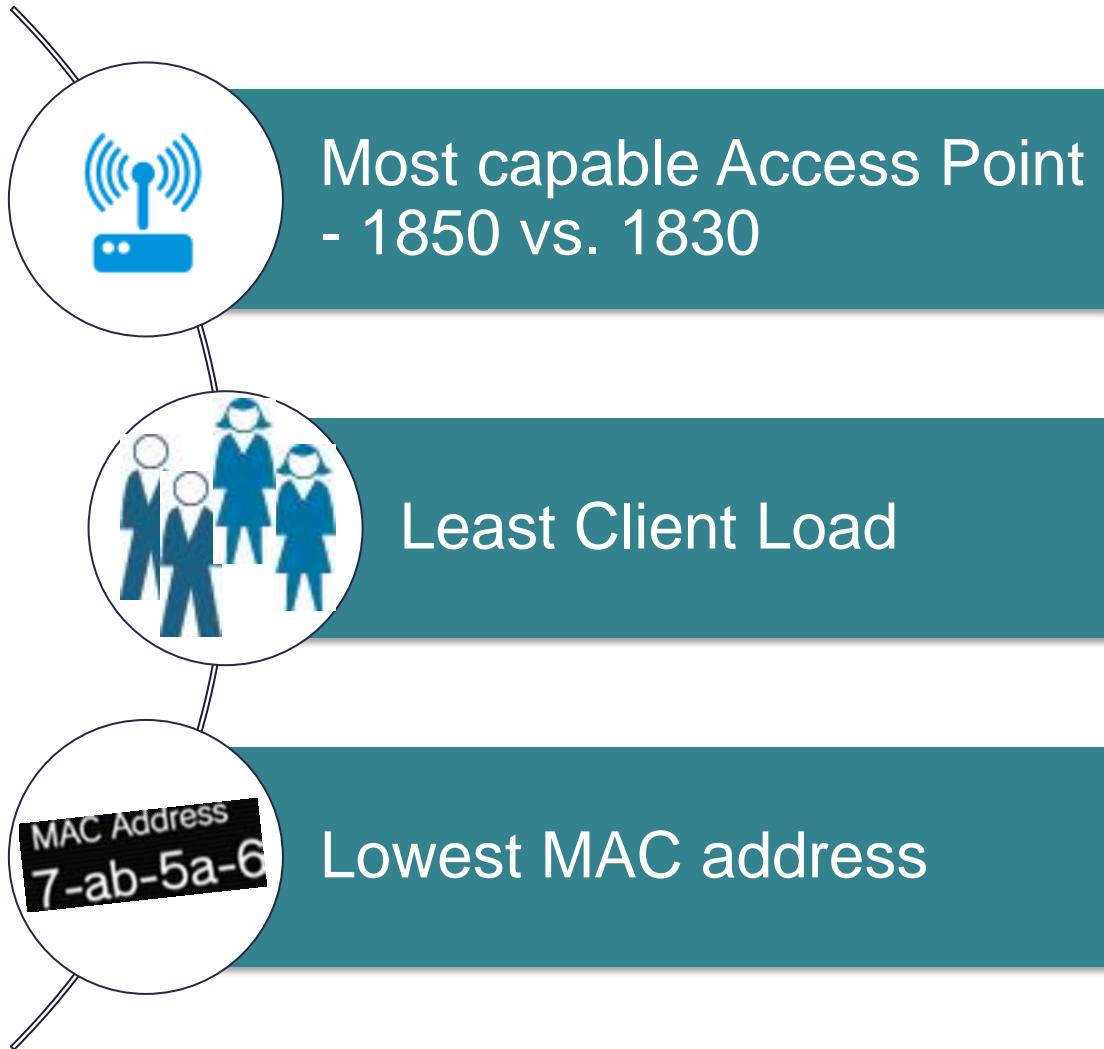 Most capable Access Point
- 1850 vs. 1830
Least Client Load
MAC Address
7-ab-5a-6
Lowest MAC address